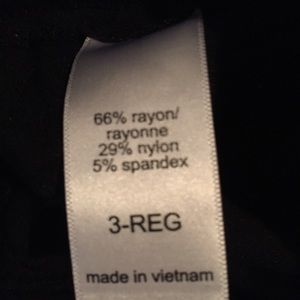 66% rayon/
rayonne
29% nylon
5% spandex
3-REG
made in vietnam